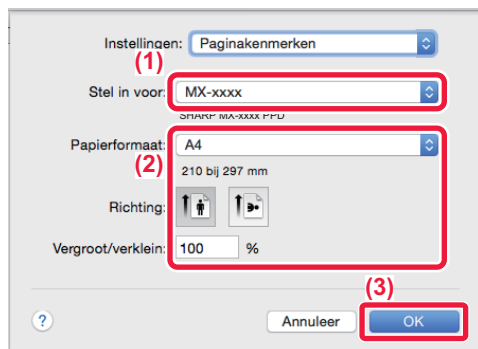 Instellingen: Paginakenmerken
(1)
Stel in voor: MX-xxxx
SHARP MX-xxxx PPD
Papierformaat: A4
(2)
210 bij 297 mm
Richting:
Vergroot/verklein: 100 %
(3)
? Annuleer OK